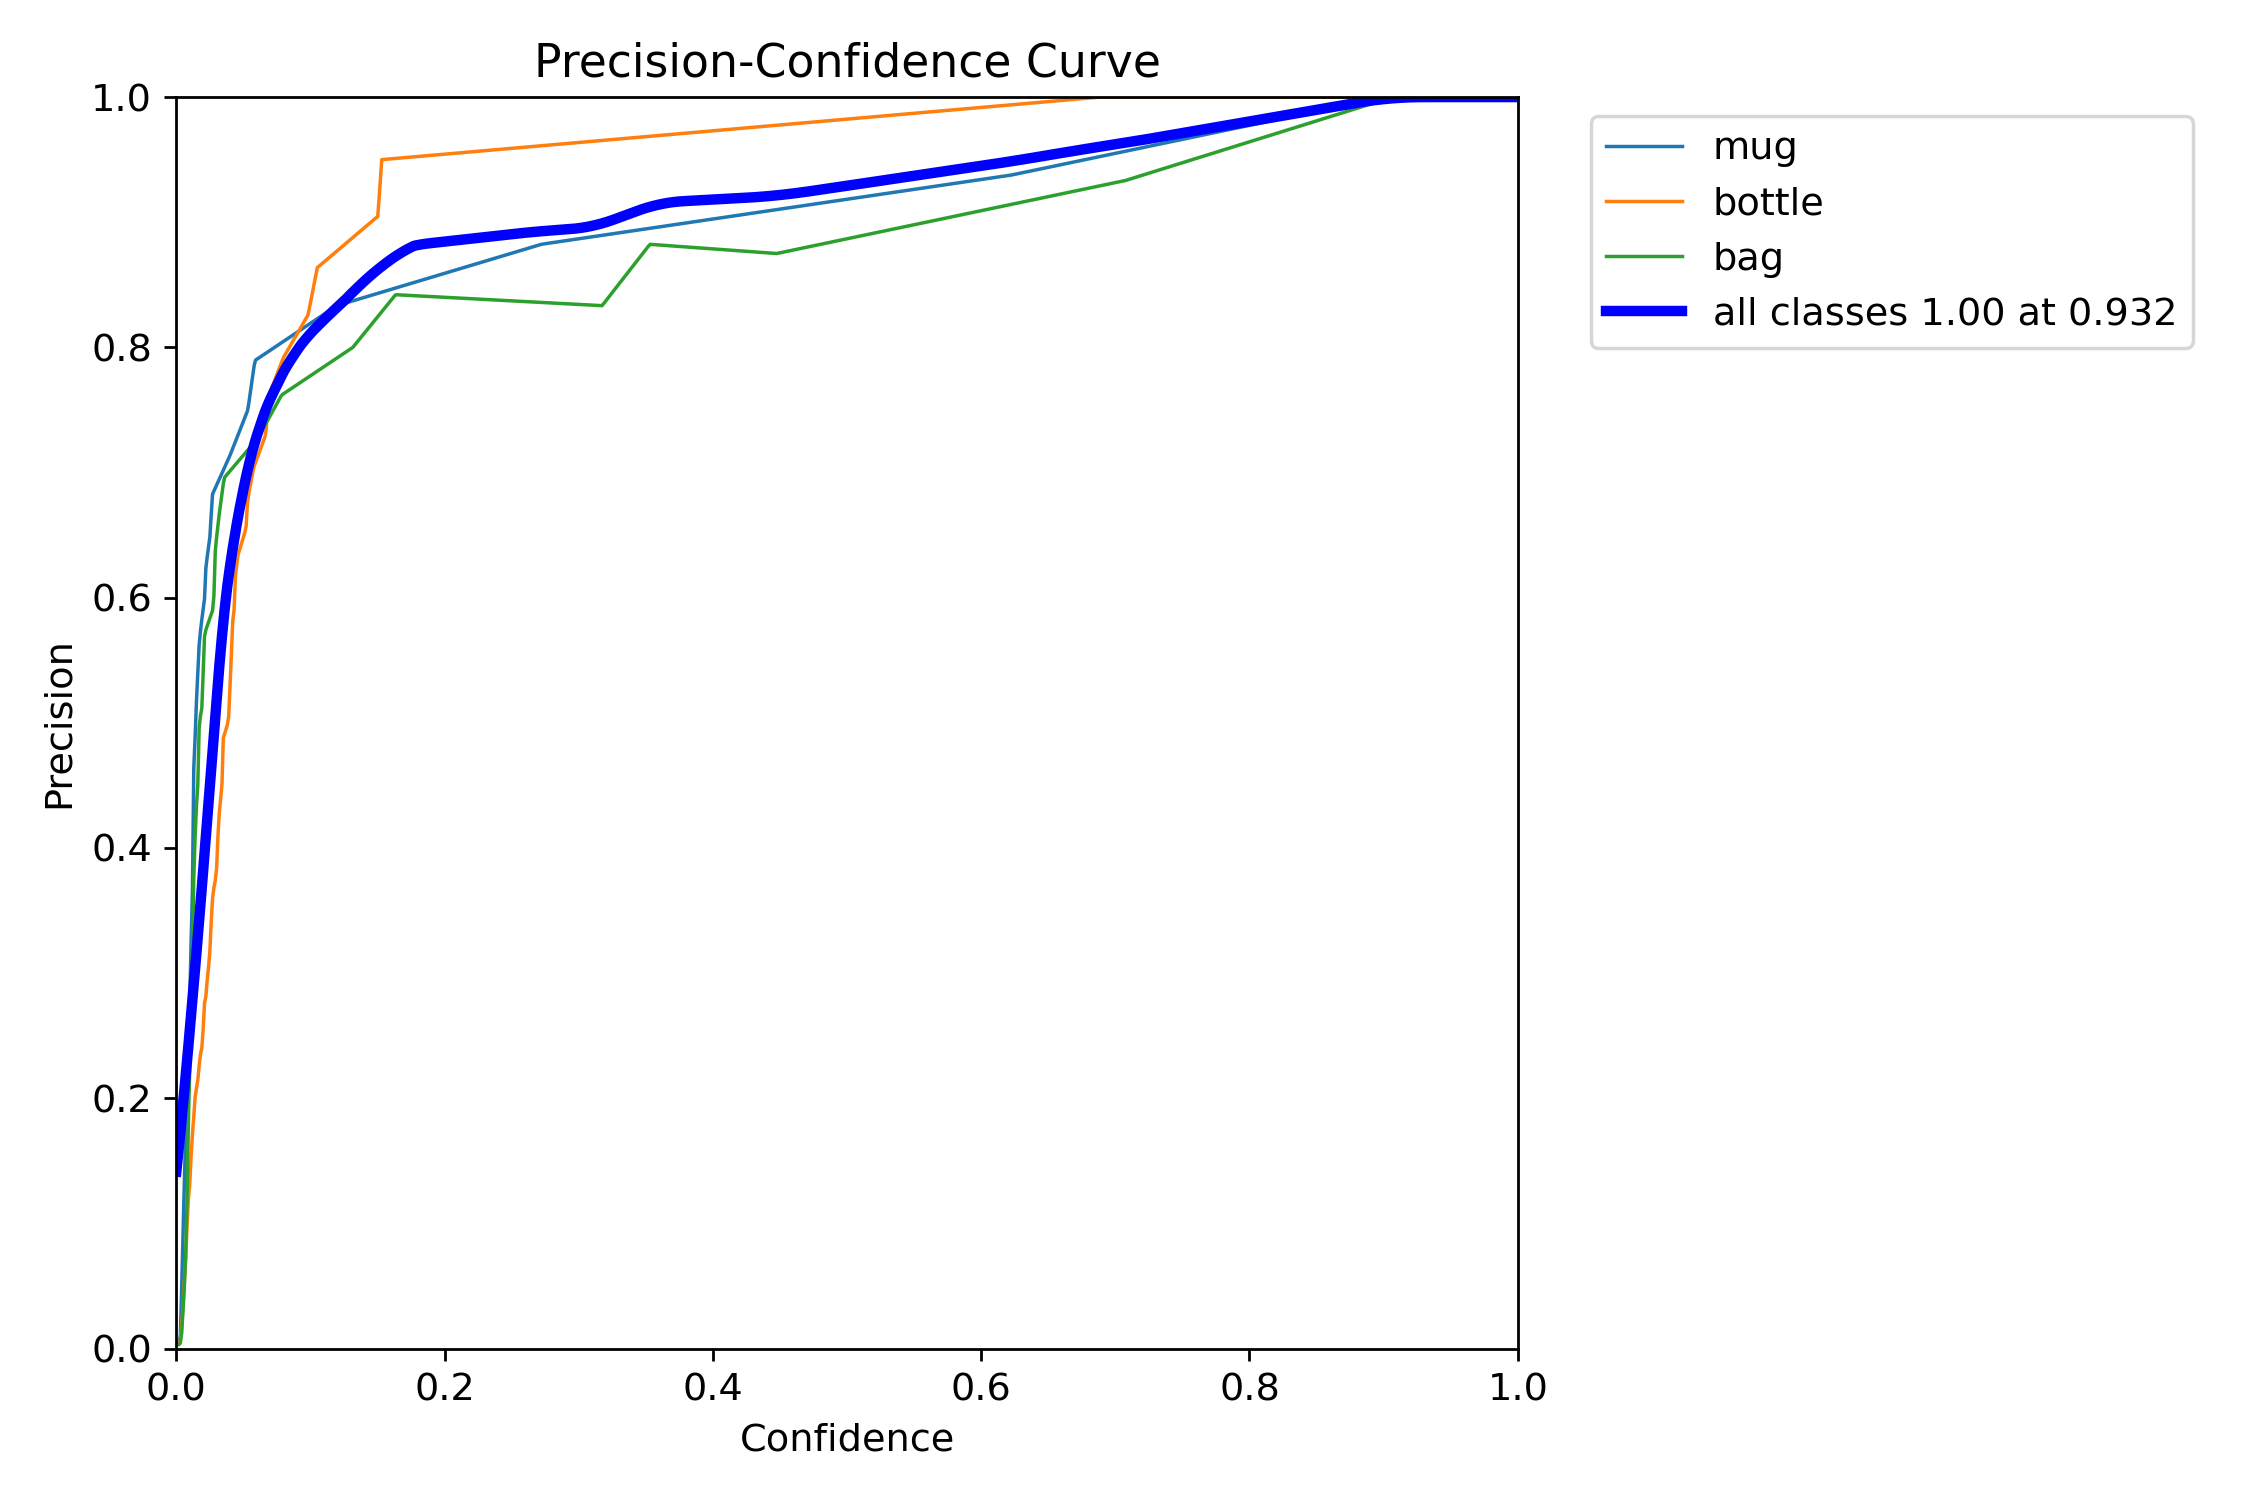 Precision-Confidence Curve
1.0
0.8
0.6
0.4
0.2
0.0
Precision
0.0 0.2 0.4 0.6 0.8 1.0
Confidence
mug
bottle
bag
all classes 1.00 at 0.932